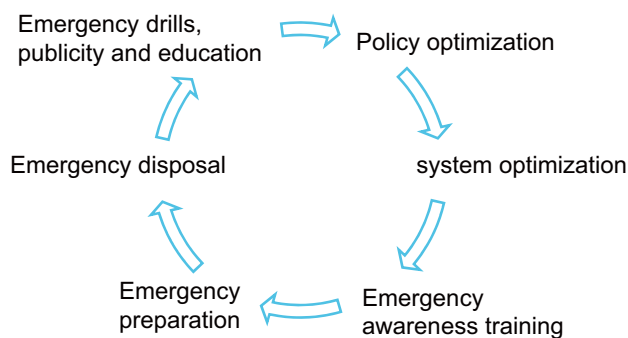 Emergency drills,
publicity and education
Policy optimization
Emergency disposal
system optimization
Emergency
preparation
Emergency
awareness training